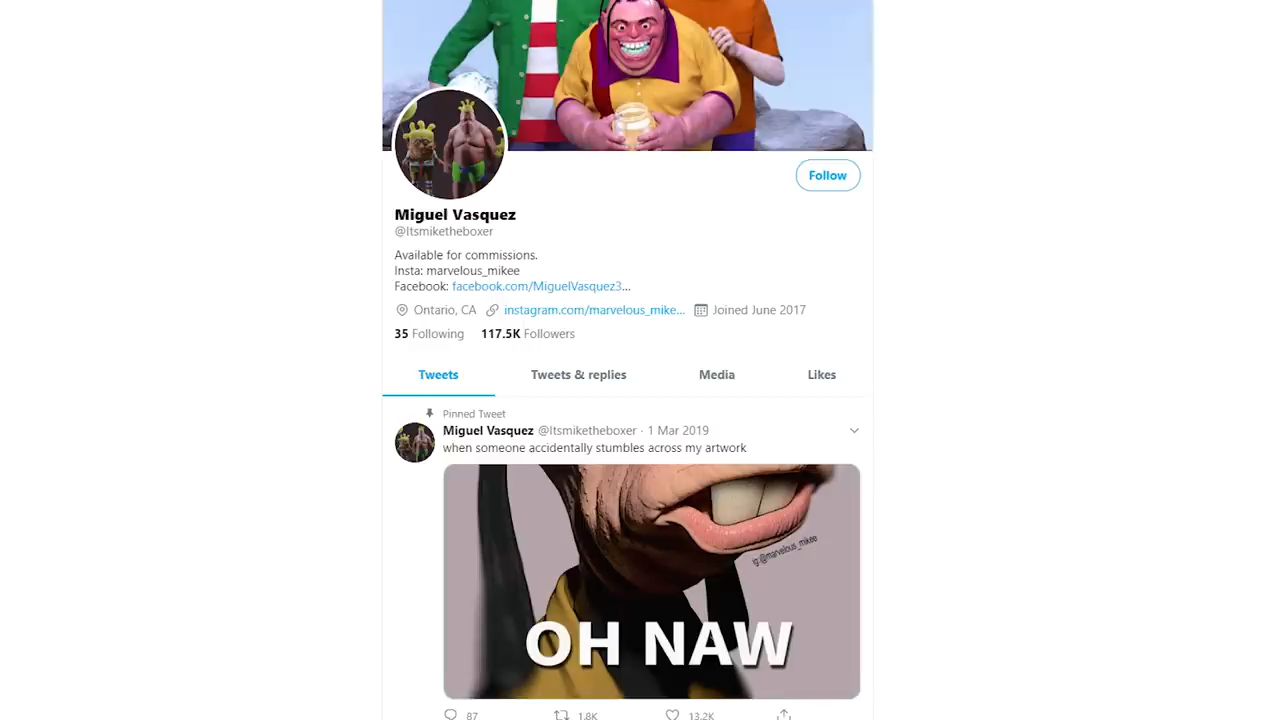 Follow
Miguel Vasquez
@Itsmiketheboxer
Available for commissions.
Insta: marvelous_mikee
Facebook: facebook.com/MiguelVasquez3...
Ontario, CA instagram.com/marvelous_mike... Joined June 2017
35 Following 117.5K Followers
Tweets Tweets & replies Media Likes
Pinned Tweet
Miguel Vasquez @Itsmiketheboxer · 1 Mar 2019
when someone accidentally stumbles across my artwork
ig:@marvelous_mikee
OH NAW
87 1.8K 13.2K